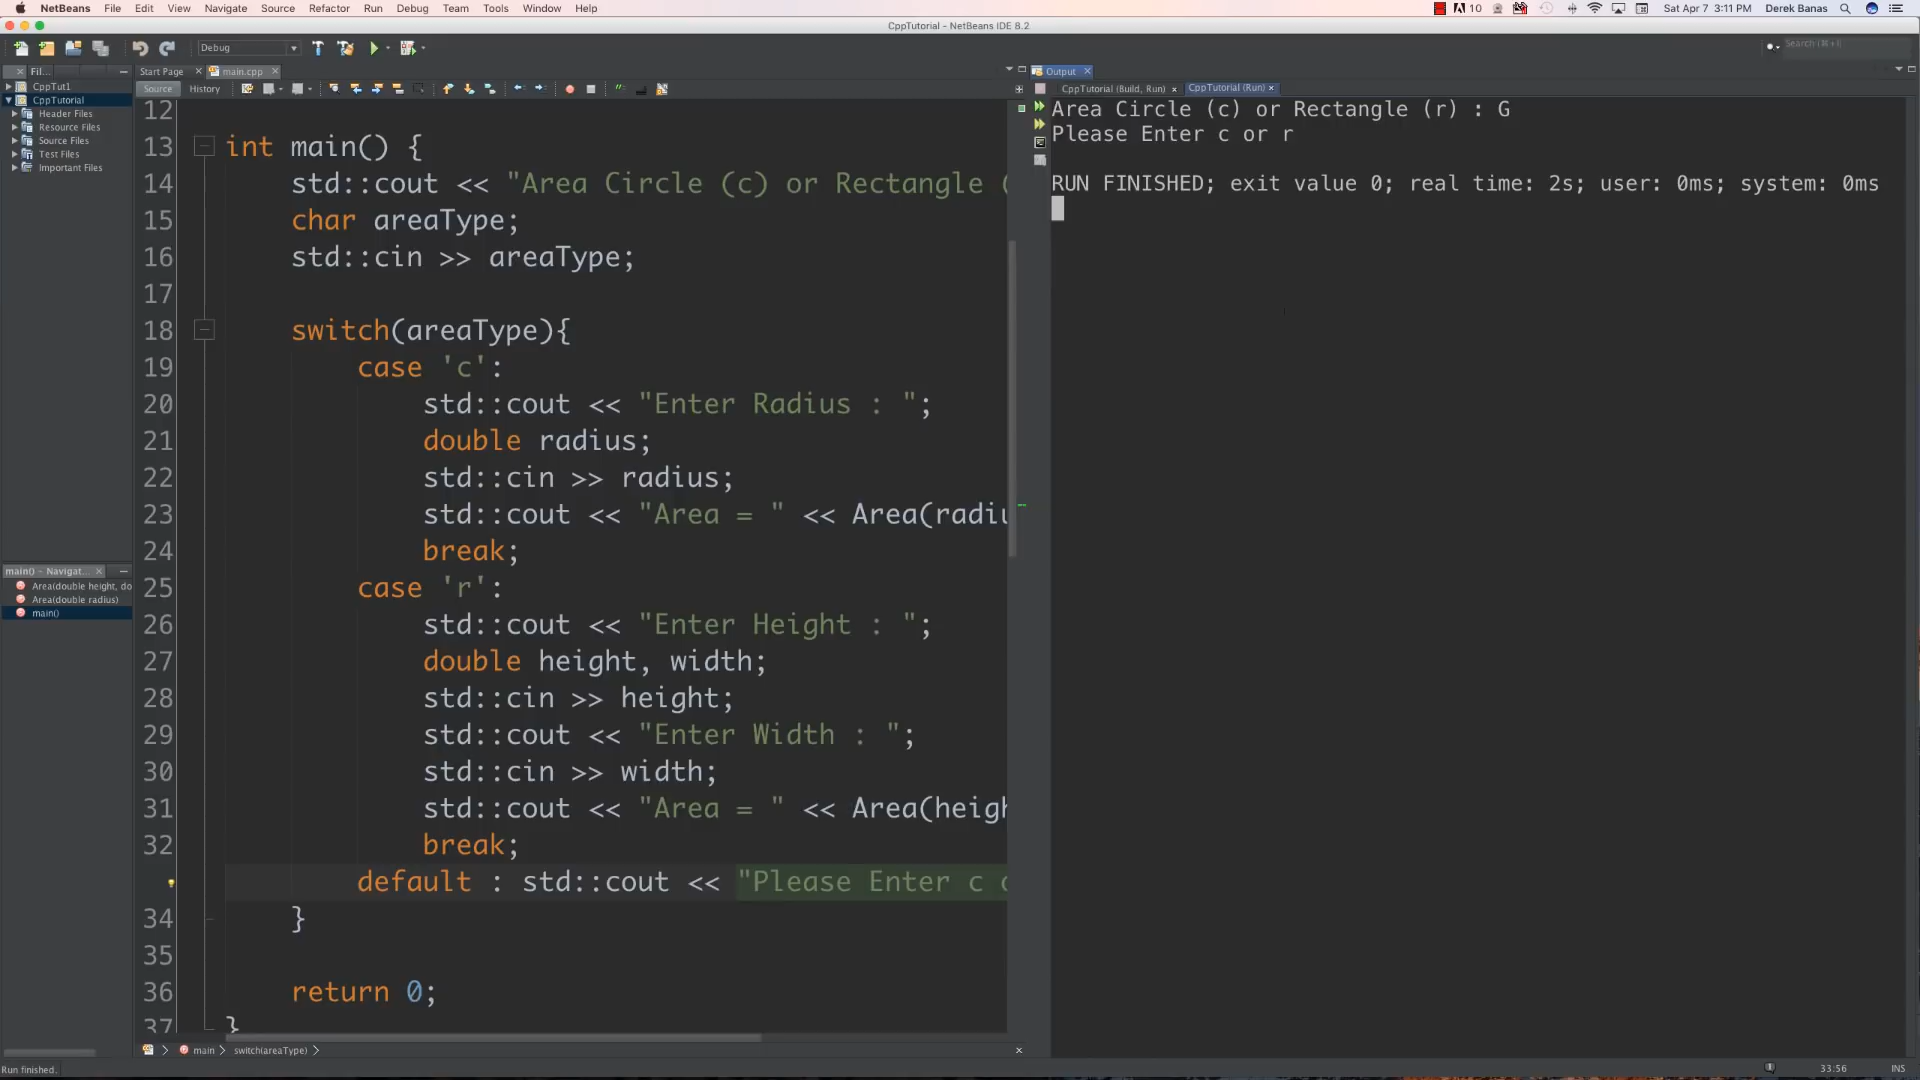 NetBeans File Edit View Navigate Source Refactor Run Debug Team Tools Window Help 10 Sat Apr 7 3:11 PM Derek Banas
CppTutorial - NetBeans IDE 8.2
Debug
Search (⌘+I)
Fil...
Start Page
main.cpp
Source History
CppTut1
CppTutorial
Header Files
Resource Files
Source Files
Test Files
Important Files
main() - Navigat...
Area(double height, do
Area(double radius)
main()
12
13 int main() {
14 std::cout << "Area Circle (c) or Rectangle (
15 char areaType;
16 std::cin >> areaType;
17
18 switch(areaType){
19 case 'c':
20 std::cout << "Enter Radius : ";
21 double radius;
22 std::cin >> radius;
23 std::cout << "Area = " << Area(radiu
24 break;
25 case 'r':
26 std::cout << "Enter Height : ";
27 double height, width;
28 std::cin >> height;
29 std::cout << "Enter Width : ";
30 std::cin >> width;
31 std::cout << "Area = " << Area(heigh
32 break;
default : std::cout << "Please Enter c o
34 }
35
36 return 0;
37 }
main switch(areaType)
Output
CppTutorial (Build, Run) CppTutorial (Run)
Area Circle (c) or Rectangle (r) : G
Please Enter c or r
RUN FINISHED; exit value 0; real time: 2s; user: 0ms; system: 0ms
Run finished. 33:56 INS